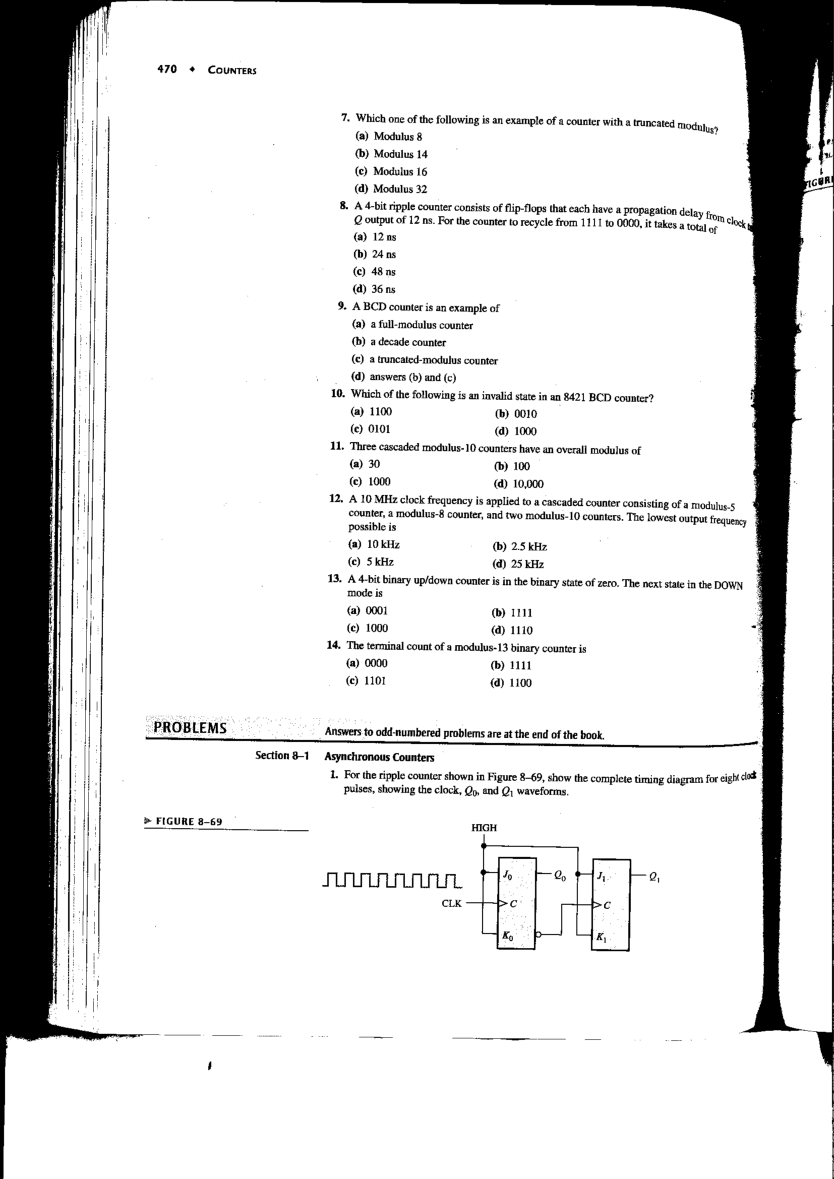 470 ✦ COUNTERS
7. Which one of the following is an example of a counter with a truncated modulus?
(a) Modulus 8
(b) Modulus 14
(c) Modulus 16
(d) Modulus 32
8. A 4-bit ripple counter consists of flip-flops that each have a propagation delay from clock
Q output of 12 ns. For the counter to recycle from 1111 to 0000, it takes a total of
(a) 12 ns
(b) 24 ns
(c) 48 ns
(d) 36 ns
9. A BCD counter is an example of
(a) a full-modulus counter
(b) a decade counter
(c) a truncated-modulus counter
(d) answers (b) and (c)
10. Which of the following is an invalid state in an 8421 BCD counter?
(a) 1100 (b) 0010
(c) 0101 (d) 1000
11. Three cascaded modulus-10 counters have an overall modulus of
(a) 30 (b) 100
(c) 1000 (d) 10,000
12. A 10 MHz clock frequency is applied to a cascaded counter consisting of a modulus-5
counter, a modulus-8 counter, and two modulus-10 counters. The lowest output frequency
possible is
(a) 10 kHz (b) 2.5 kHz
(c) 5 kHz (d) 25 kHz
13. A 4-bit binary up/down counter is in the binary state of zero. The next state in the DOWN
mode is
(a) 0001 (b) 1111
(c) 1000 (d) 1110
14. The terminal count of a modulus-13 binary counter is
(a) 0000 (b) 1111
(c) 1101 (d) 1100
PROBLEMS Answers to odd-numbered problems are at the end of the book.
Section 8–1 Asynchronous Counters
1. For the ripple counter shown in Figure 8–69, show the complete timing diagram for eight clock
pulses, showing the clock, Q₀, and Q₁ waveforms.
▶ FIGURE 8–69
HIGH
J₀ Q₀ J₁ Q₁
CLK C C
K₀ K₁